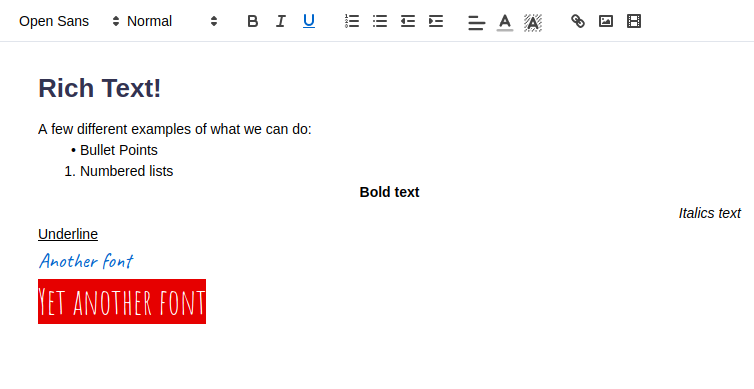 Open Sans Normal
Rich Text!
A few different examples of what we can do:
• Bullet Points
1. Numbered lists
Bold text
Italics text
Underline
Another font
Yet another font